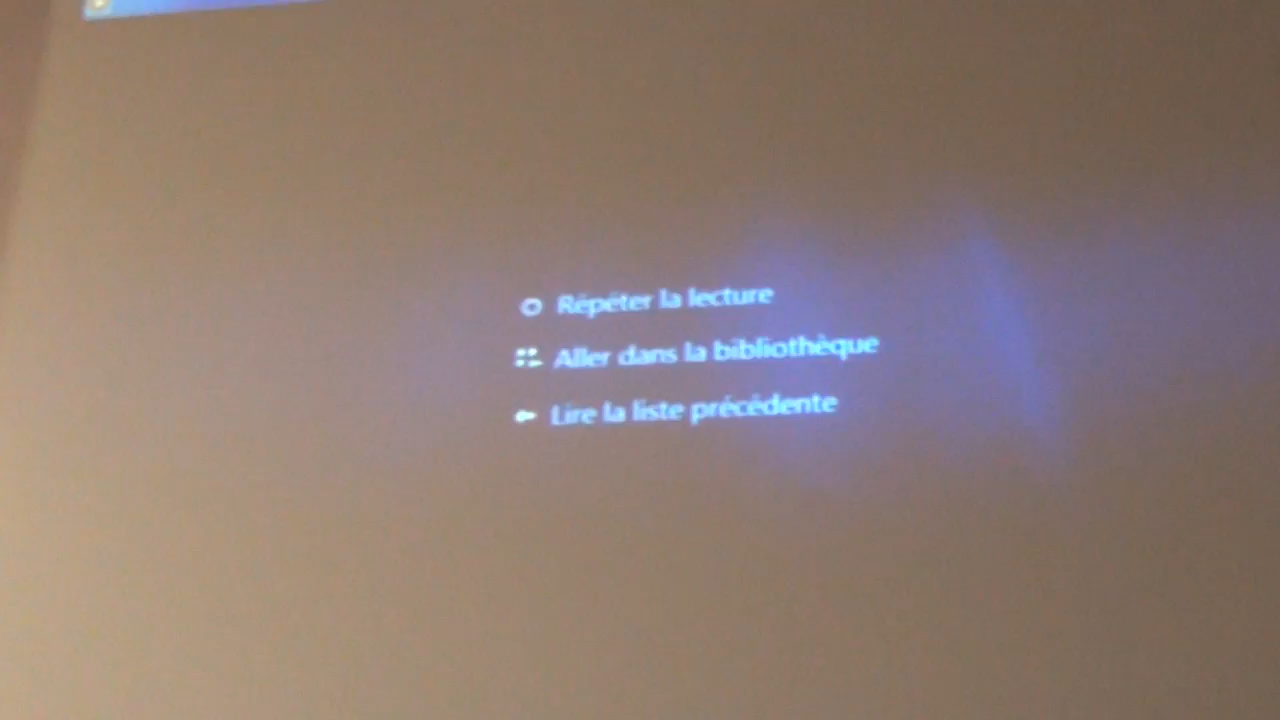 Répéter la lecture
Aller dans la bibliothèque
Lire la liste précédente